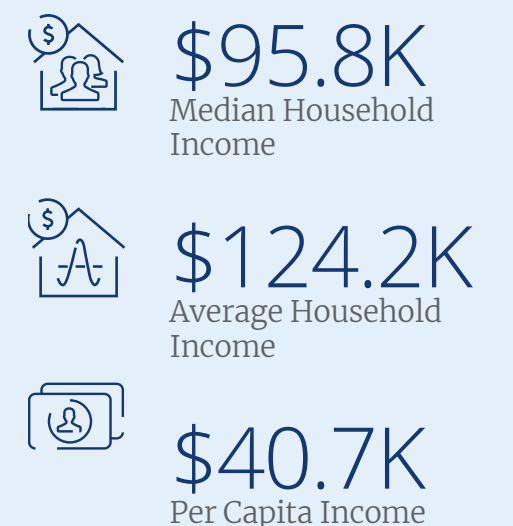 $
$95.8K
Median Household
Income
$
$124.2K
Average Household
Income
$40.7K
Per Capita Income